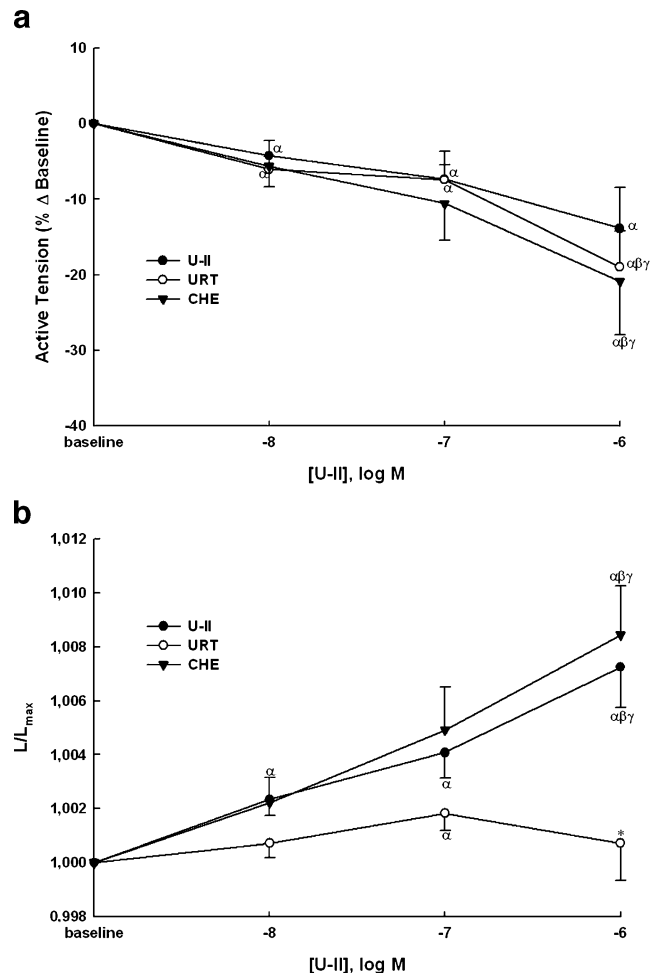 a
10
0
-10
-20
-30
-40
Active Tension (% Δ Baseline)
U-II
URT
CHE
α
α
α
α
α
αβγ
αβγ
baseline
-8
-7
-6
[U-II], log M
b
1,012
1,010
1,008
1,006
1,004
1,002
1,000
0.998
L/Lmax
U-II
URT
CHE
α
α
α
αβγ
αβγ
*
baseline
-8
-7
-6
[U-II], log M